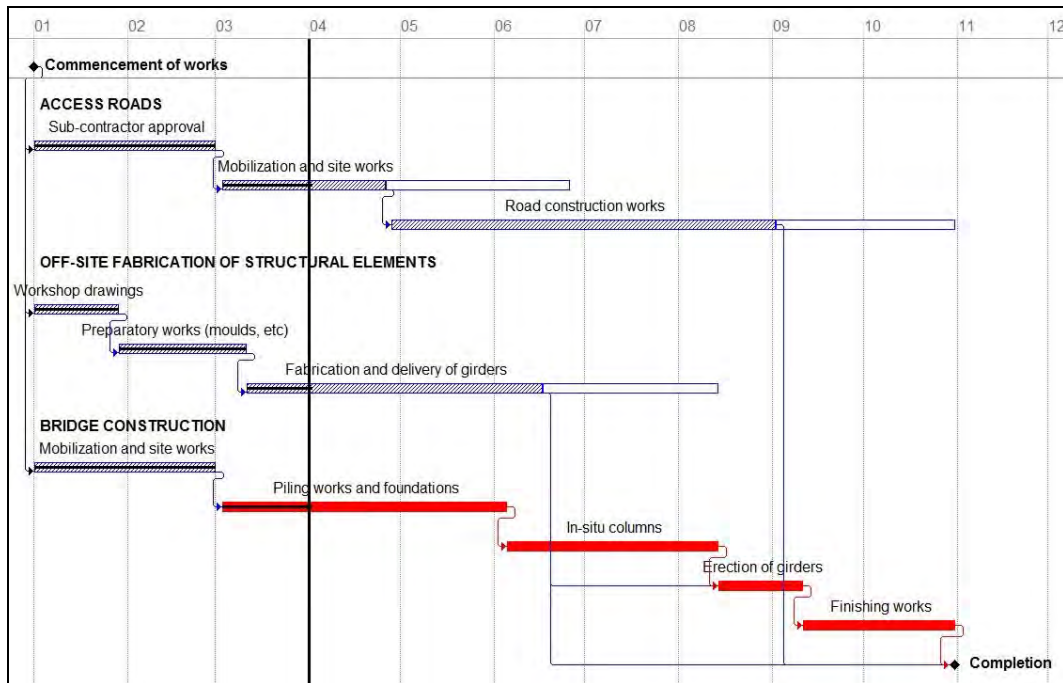 01 02 03 04 05 06 07 08 09 10 11 12
Commencement of works
ACCESS ROADS
Sub-contractor approval
Mobilization and site works
Road construction works
OFF-SITE FABRICATION OF STRUCTURAL ELEMENTS
Workshop drawings
Preparatory works (moulds, etc)
Fabrication and delivery of girders
BRIDGE CONSTRUCTION
Mobilization and site works
Piling works and foundations
In-situ columns
Erection of girders
Finishing works
Completion